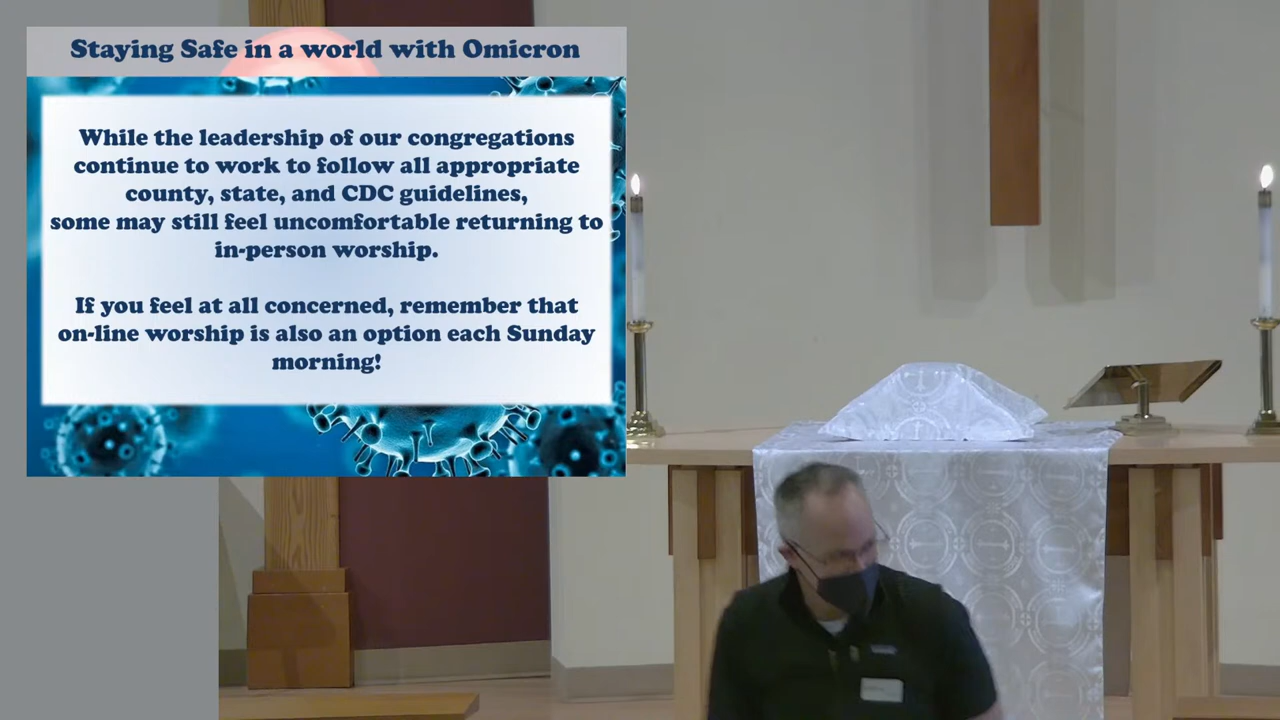 Staying Safe in a world with Omicron
While the leadership of our congregations
continue to work to follow all appropriate
county, state, and CDC guidelines,
some may still feel uncomfortable returning to
in-person worship.
If you feel at all concerned, remember that
on-line worship is also an option each Sunday
morning!